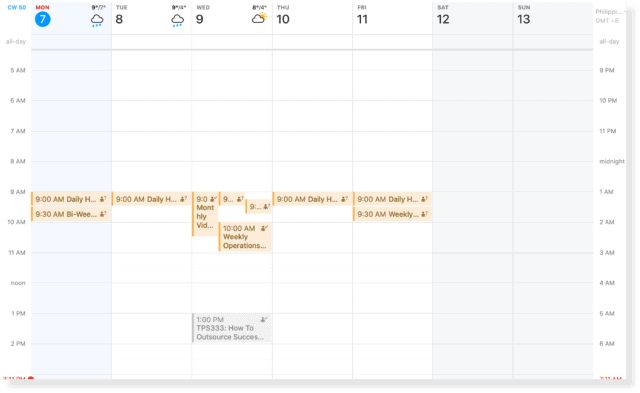 CW 50
MON
7
9°/7°
TUE
8
9°/4°
WED
9
8°/4°
THU
10
FRI
11
SAT
12
SUN
13
Philippi...
GMT +8
all-day
all-day
5 AM
9 PM
6 AM
10 PM
7 AM
11 PM
8 AM
midnight
9 AM
1 AM
9:00 AM Daily H...
9:00 AM Daily H...
9:0
Mont
hly
Vid...
9...
9:...
9:00 AM Daily H...
9:00 AM Daily H...
9:30 AM Bi-Wee...
9:30 AM Weekly...
10 AM
2 AM
10:00 AM
Weekly
Operations...
11 AM
3 AM
noon
4 AM
1 PM
5 AM
1:00 PM
TPS333: How To
Outsource Succes...
2 PM
6 AM